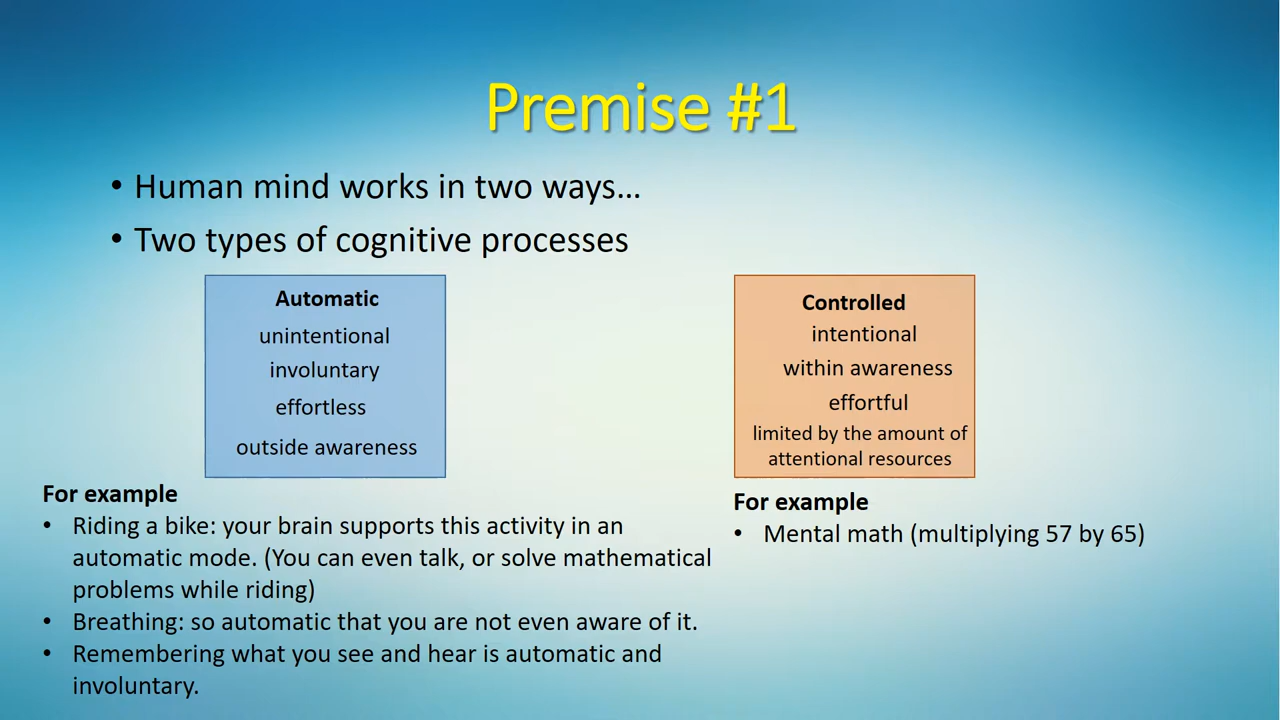 Premise #1
• Human mind works in two ways...
• Two types of cognitive processes
Automatic
unintentional
involuntary
effortless
outside awareness
For example
• Riding a bike: your brain supports this activity in an
automatic mode. (You can even talk, or solve mathematical
problems while riding)
• Breathing: so automatic that you are not even aware of it.
• Remembering what you see and hear is automatic and
involuntary.
Controlled
intentional
within awareness
effortful
limited by the amount of
attentional resources
For example
• Mental math (multiplying 57 by 65)